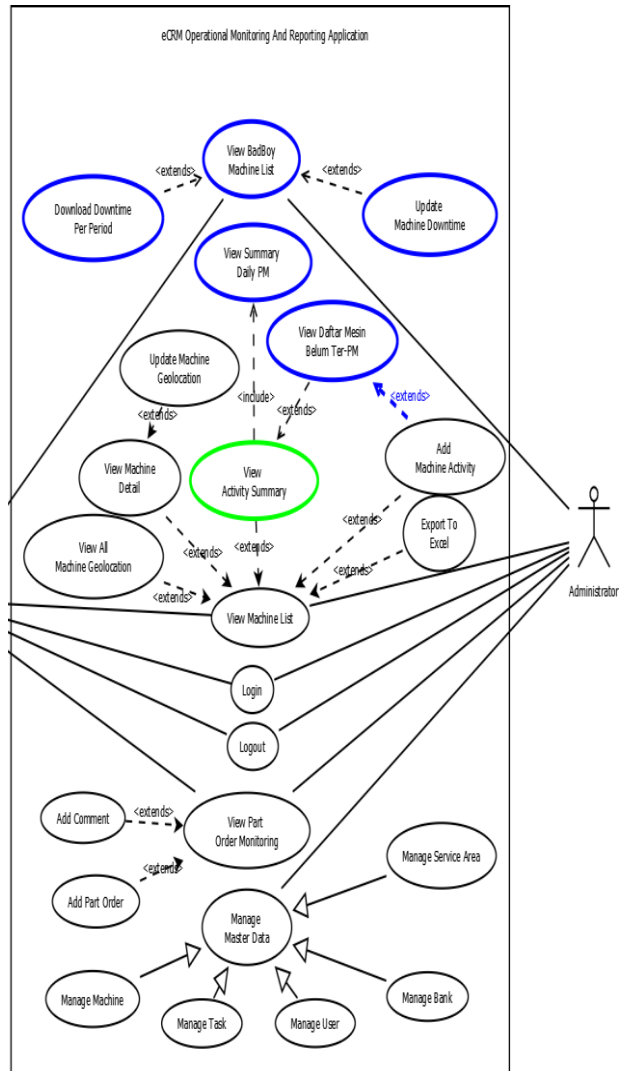 eCRM Operational Monitoring And Reporting Application
View BadBoy
Machine List
<extends>
<extends>
Download Downtime
Per Period
Update
Machine Downtime
View Summary
Daily PM
View Daftar Mesin
Belum Ter-PM
Update Machine
Geolocation
<include>
<extends>
<extends>
<extends>
View Machine
Detail
View
Activity Summary
Add
Machine Activity
Export To
Excel
View All
Machine Geolocation
<extends>
<extends>
<extends>
<extends>
<extends>
View Machine List
Administrator
Login
Logout
Add Comment
<extends>
View Part
Order Monitoring
<extends>
Add Part Order
Manage Service Area
Manage
Master Data
Manage Machine
Manage Task
Manage User
Manage Bank